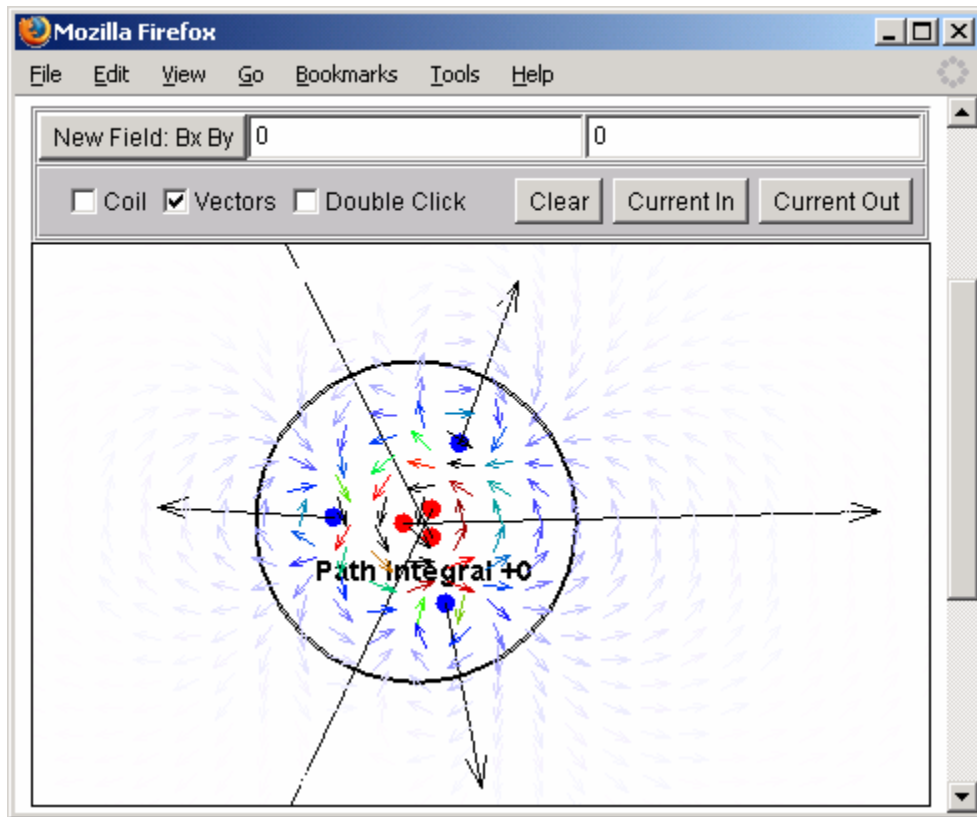 Mozilla Firefox
File Edit View Go Bookmarks Tools Help
New Field: Bx By 0 0
Coil Vectors Double Click Clear Current In Current Out
Path Integral +0